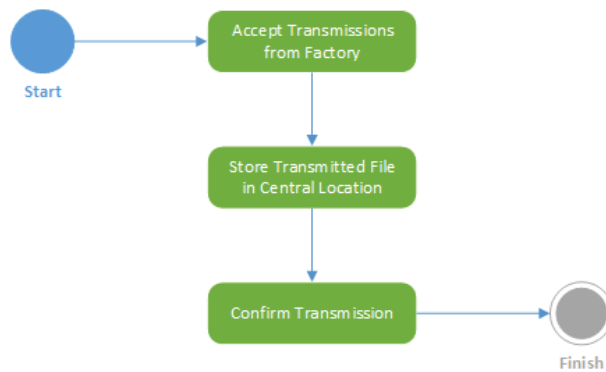 Accept Transmissions
from Factory
Start
Store Transmitted File
in Central Location
Confirm Transmission
Finish